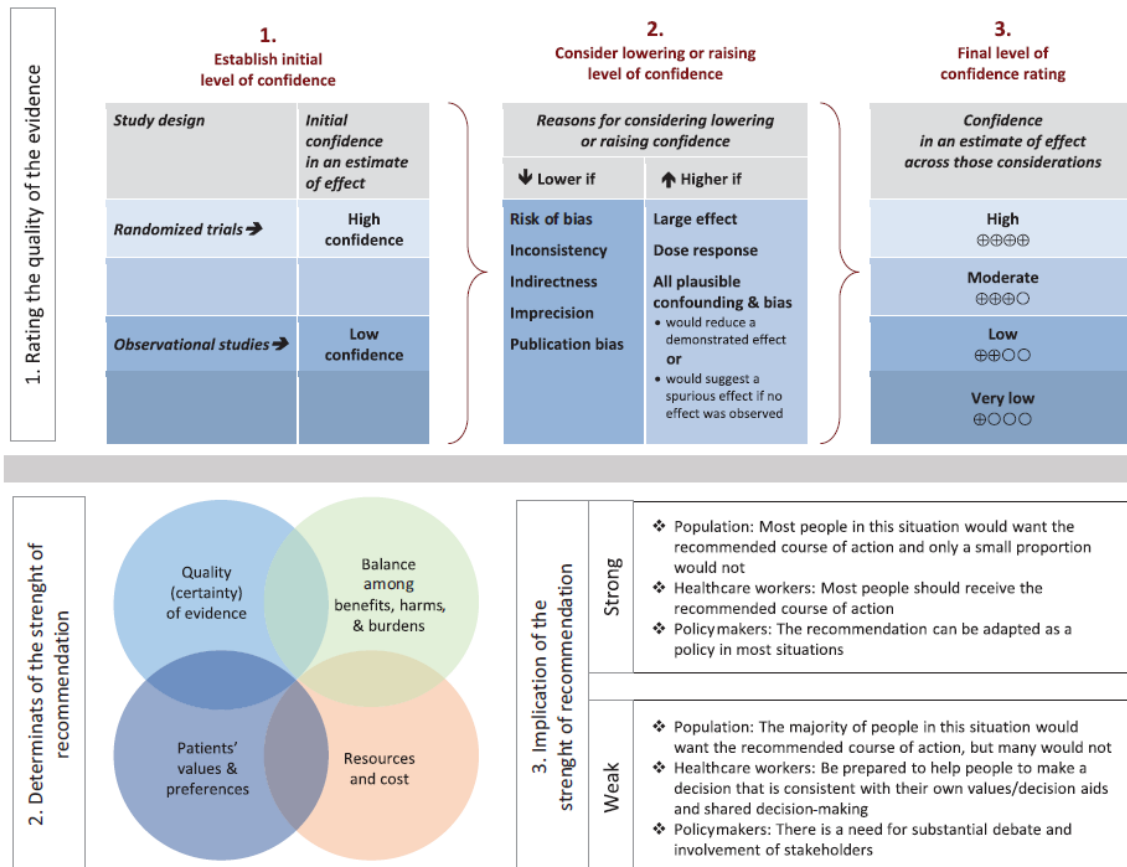 1. Rating the quality of the evidence
1.
Establish initial
level of confidence
Study design
Initial
confidence
in an estimate
of effect
Randomized trials ➔
High
confidence
Observational studies ➔
Low
confidence
2.
Consider lowering or raising
level of confidence
Reasons for considering lowering
or raising confidence
🡻 Lower if
🡹 Higher if
Risk of bias
Inconsistency
Indirectness
Imprecision
Publication bias
Large effect
Dose response
All plausible
confounding & bias
• would reduce a
demonstrated effect
or
• would suggest a
spurious effect if no
effect was observed
3.
Final level of
confidence rating
Confidence
in an estimate of effect
across those considerations
High
⊕⊕⊕⊕
Moderate
⊕⊕⊕○
Low
⊕⊕○○
Very low
⊕○○○
2. Determinats of the strenght of
recommendation
Quality
(certainty)
of evidence
Balance
among
benefits, harms,
& burdens
Patients'
values &
preferences
Resources
and cost
3. Implication of the
strenght of recommendation
Strong
❖ Population: Most people in this situation would want the
recommended course of action and only a small proportion
would not
❖ Healthcare workers: Most people should receive the
recommended course of action
❖ Policymakers: The recommendation can be adapted as a
policy in most situations
Weak
❖ Population: The majority of people in this situation would
want the recommended course of action, but many would not
❖ Healthcare workers: Be prepared to help people to make a
decision that is consistent with their own values/decision aids
and shared decision-making
❖ Policymakers: There is a need for substantial debate and
involvement of stakeholders